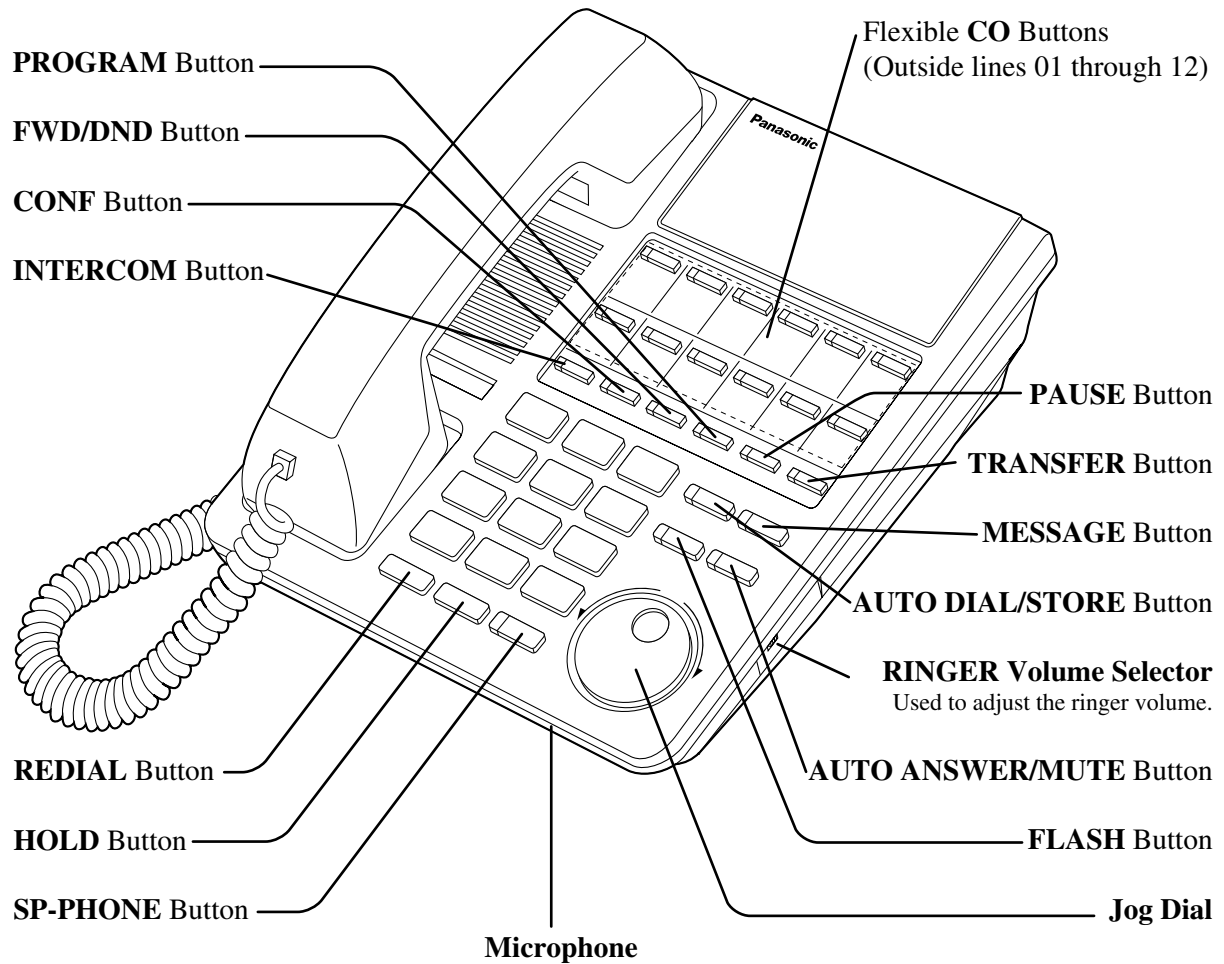 PROGRAM Button
FWD/DND Button
CONF Button
INTERCOM Button
Flexible CO Buttons
(Outside lines 01 through 12)
Panasonic
PAUSE Button
TRANSFER Button
MESSAGE Button
AUTO DIAL/STORE Button
RINGER Volume Selector
Used to adjust the ringer volume.
AUTO ANSWER/MUTE Button
FLASH Button
Jog Dial
REDIAL Button
HOLD Button
SP-PHONE Button
Microphone